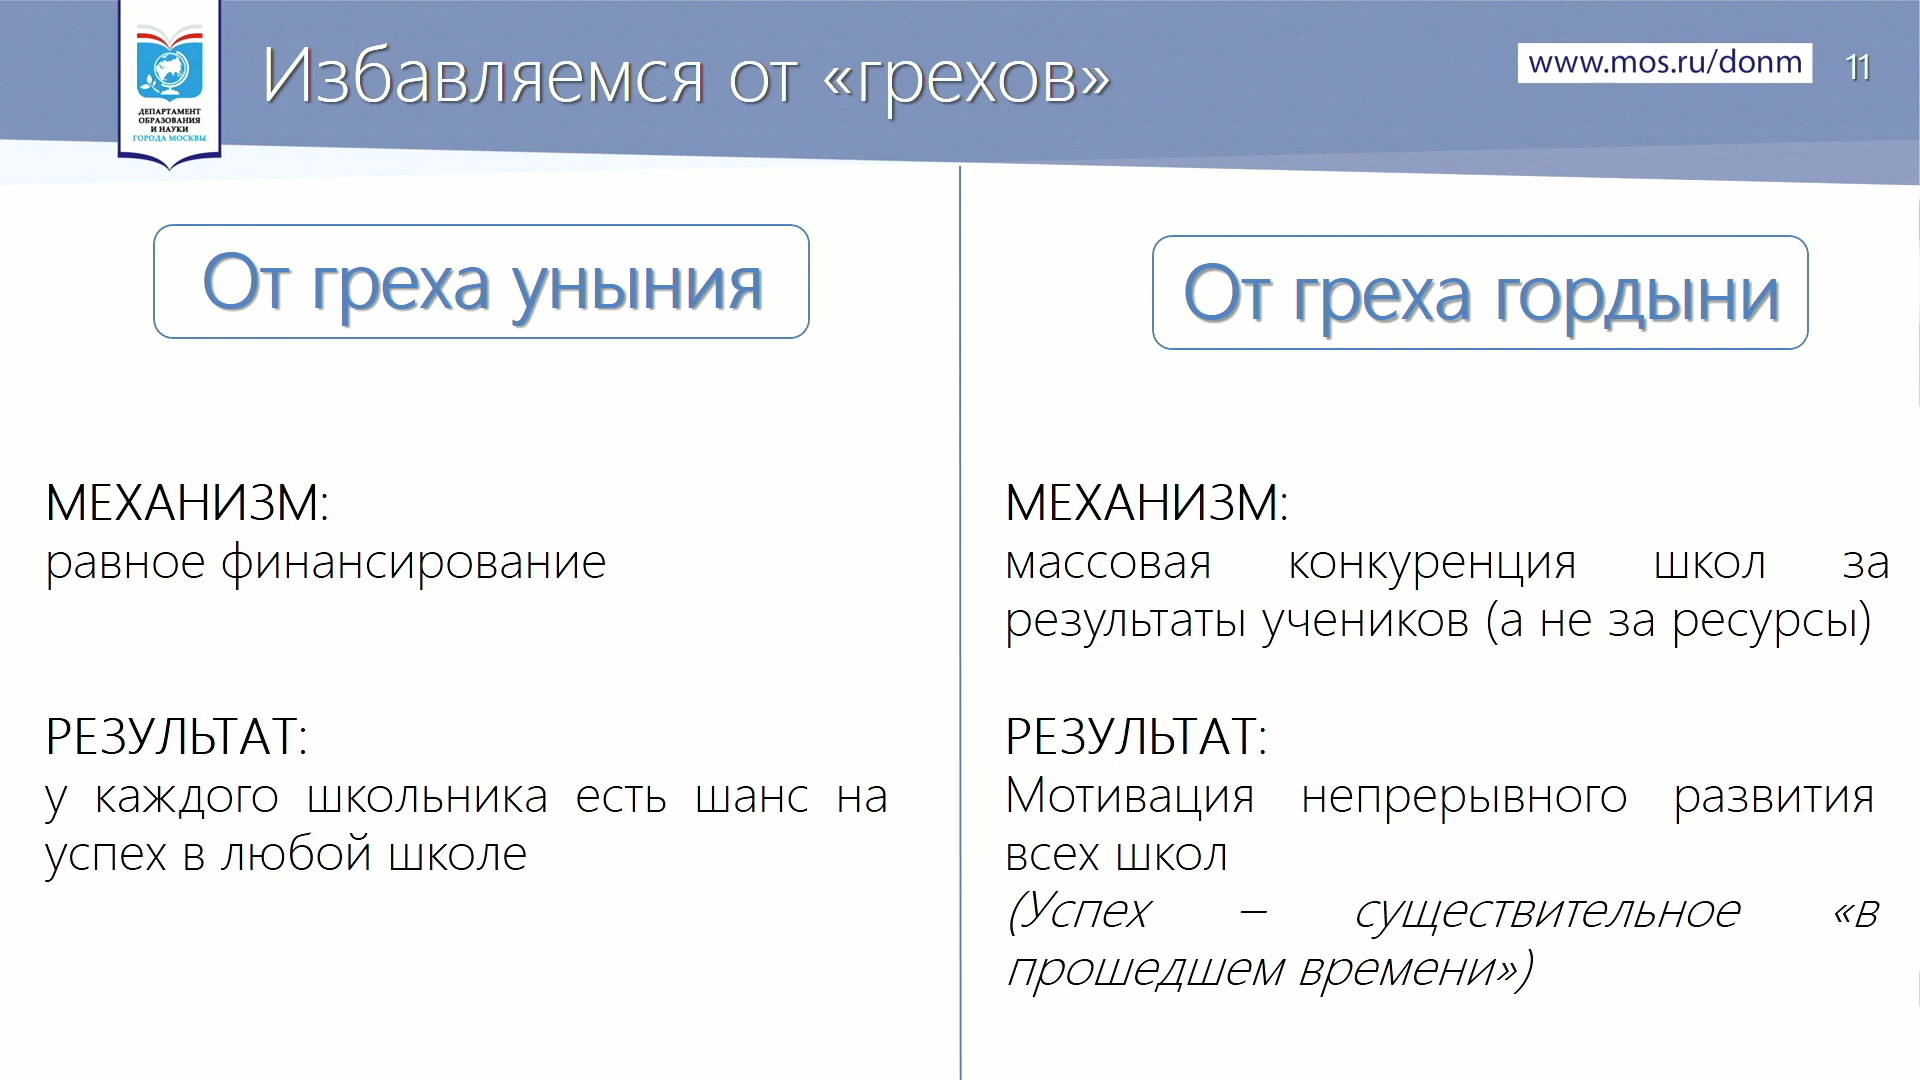 ДЕПАРТАМЕНТ
ОБРАЗОВАНИЯ
И НАУКИ
ГОРОДА МОСКВЫ
Избавляемся от «грехов»
www.mos.ru/donm
11
От греха уныния
МЕХАНИЗМ:
равное финансирование
РЕЗУЛЬТАТ:
у каждого школьника есть шанс на
успех в любой школе
От греха гордыни
МЕХАНИЗМ:
массовая конкуренция школ за
результаты учеников (а не за ресурсы)
РЕЗУЛЬТАТ:
Мотивация непрерывного развития
всех школ
(Успех – существительное «в
прошедшем времени»)